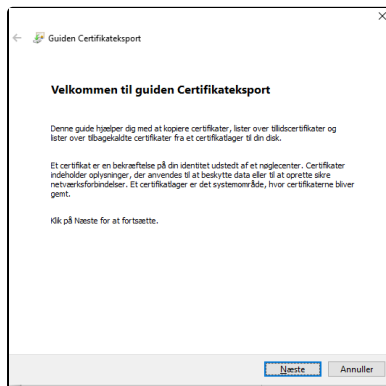 Guiden Certifikateksport
Velkommen til guiden Certifikateksport
Denne guide hjælper dig med at kopiere certifikater, lister over tillidscertifikater og
lister over tilbagekaldte certifikater fra et certifikatlager til din disk.
Et certifikat er en bekræftelse på din identitet udstedt af et nøglecenter. Certifikater
indeholder oplysninger, der anvendes til at beskytte data eller til at oprette sikre
netværksforbindelser. Et certifikatlager er det systemområde, hvor certifikaterne bliver
gemt.
Klik på Næste for at fortsætte.
Næste Annuller